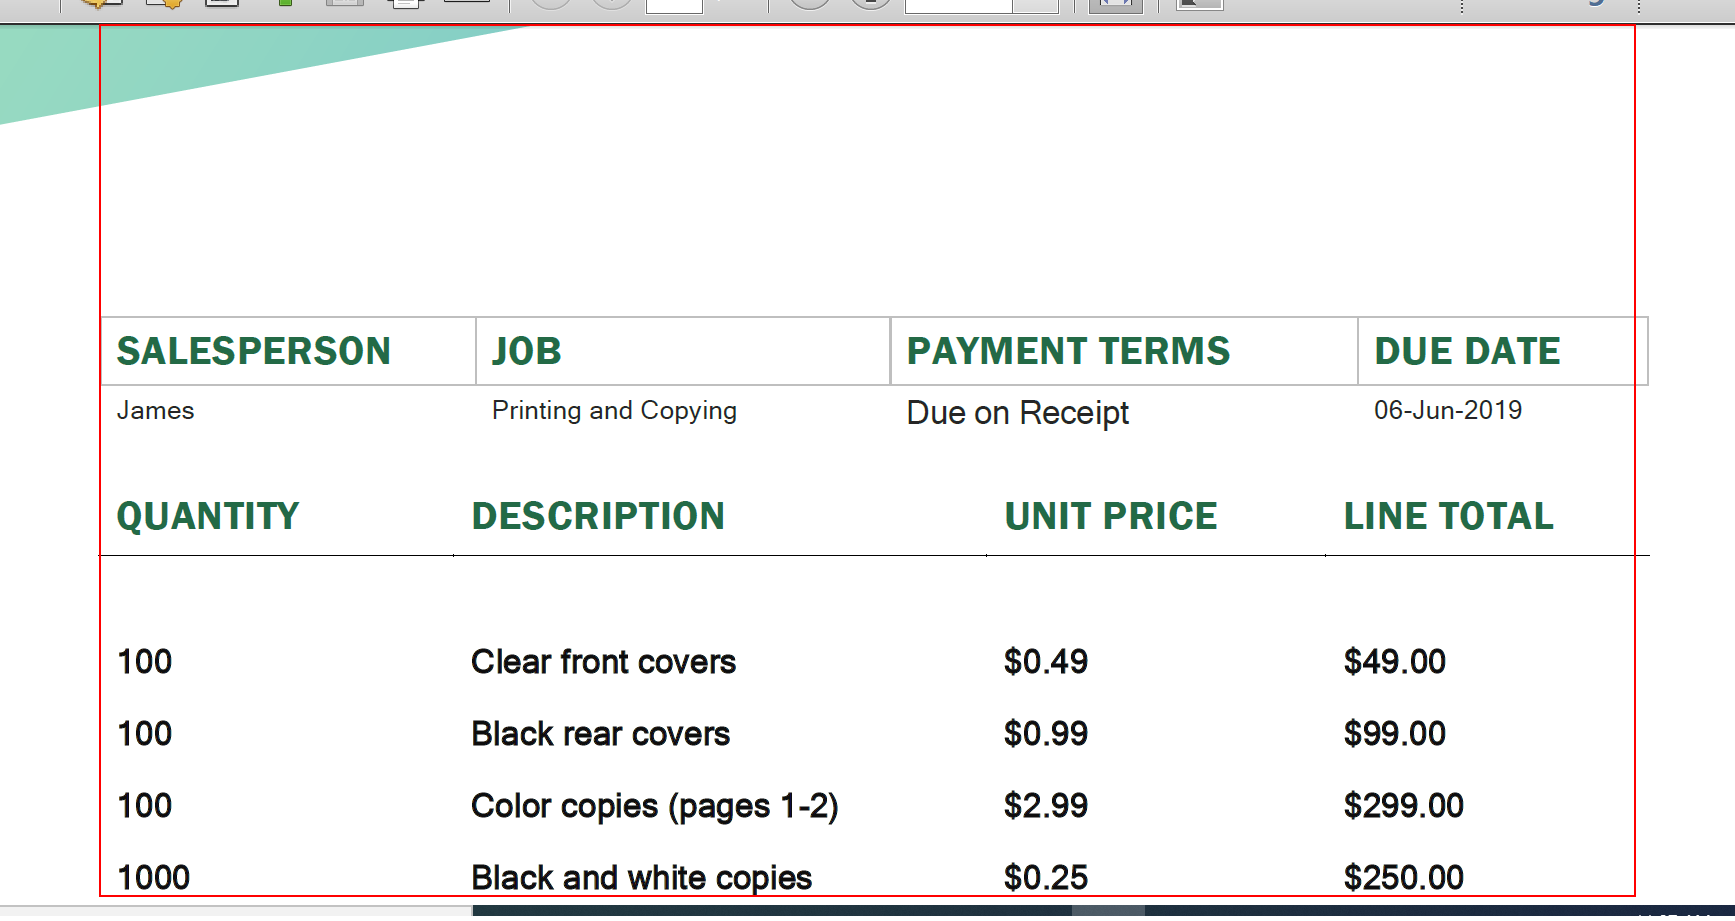 SALESPERSON JOB PAYMENT TERMS DUE DATE
James Printing and Copying Due on Receipt 06-Jun-2019
QUANTITY DESCRIPTION UNIT PRICE LINE TOTAL
100 Clear front covers $0.49 $49.00
100 Black rear covers $0.99 $99.00
100 Color copies (pages 1-2) $2.99 $299.00
1000 Black and white copies $0.25 $250.00